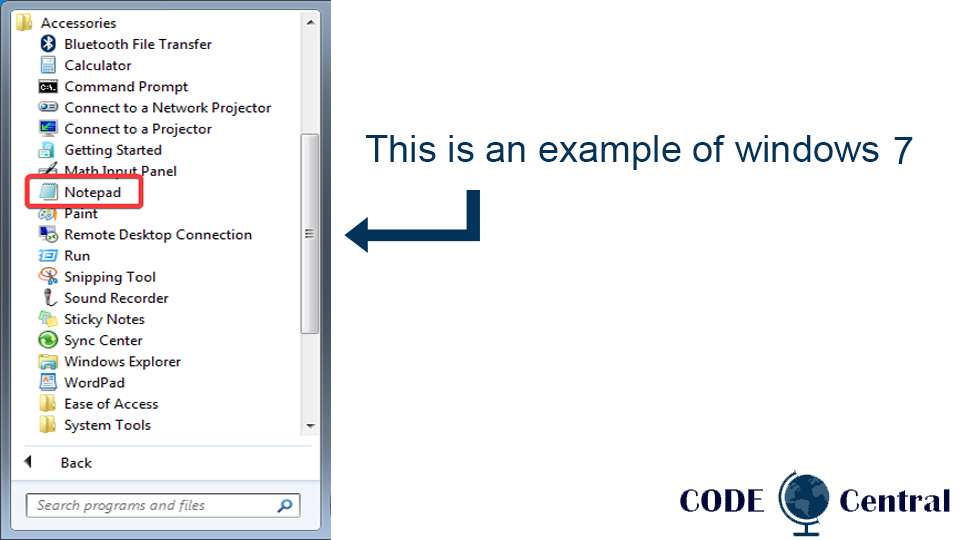 Accessories
Bluetooth File Transfer
Calculator
Command Prompt
Connect to a Network Projector
Connect to a Projector
Getting Started
Math Input Panel
Notepad
Paint
Remote Desktop Connection
Run
Snipping Tool
Sound Recorder
Sticky Notes
Sync Center
Windows Explorer
WordPad
Ease of Access
System Tools
Back
Search programs and files
This is an example of windows 7
CODE Central